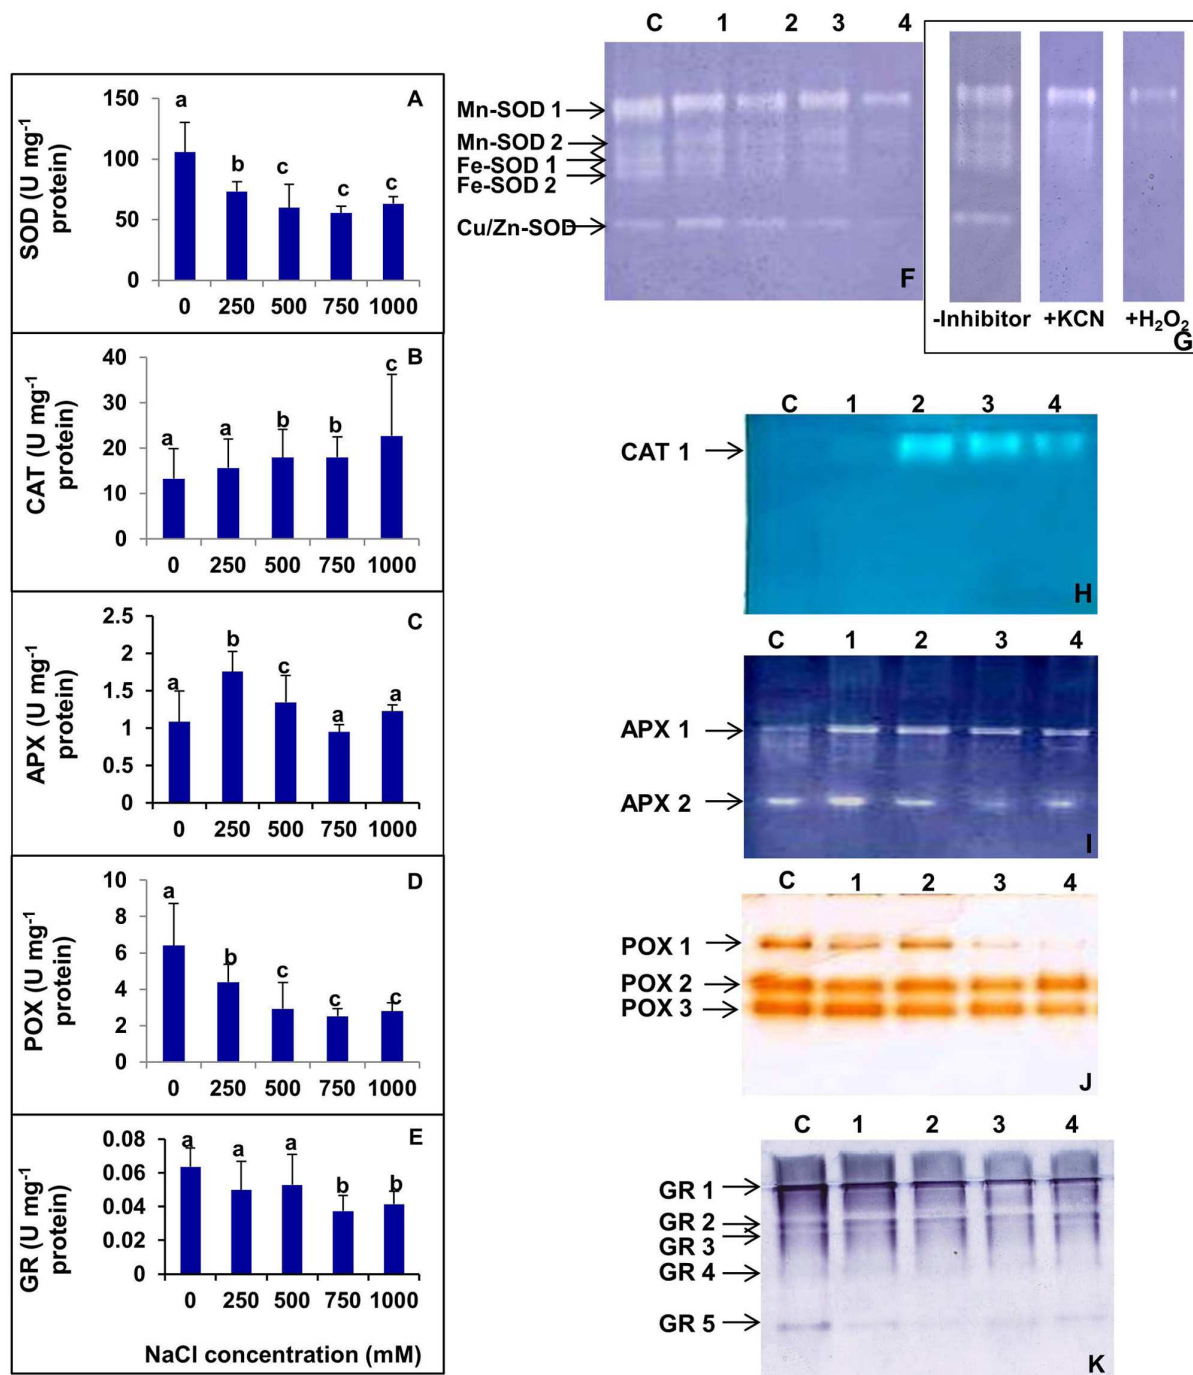 A
SOD (U mg-1
protein)
150
100
50
0
a
b
c
c
c
0 250 500 750 1000
B
CAT (U mg-1
protein)
40
30
20
10
0
a
a
b
b
c
0 250 500 750 1000
C
APX (U mg-1
protein)
2.5
2
1.5
1
0.5
0
a
b
c
a
a
0 250 500 750 1000
D
POX (U mg-1
protein)
10
8
6
4
2
0
a
b
c
c
c
0 250 500 750 1000
E
GR (U mg-1
protein)
0.08
0.06
0.04
0.02
0
a
a
a
b
b
0 250 500 750 1000
NaCl concentration (mM)
C 1 2 3 4
Mn-SOD 1
Mn-SOD 2
Fe-SOD 1
Fe-SOD 2
Cu/Zn-SOD
F
-Inhibitor +KCN +H2O2
G
C 1 2 3 4
CAT 1
H
C 1 2 3 4
APX 1
APX 2
I
C 1 2 3 4
POX 1
POX 2
POX 3
J
C 1 2 3 4
GR 1
GR 2
GR 3
GR 4
GR 5
K